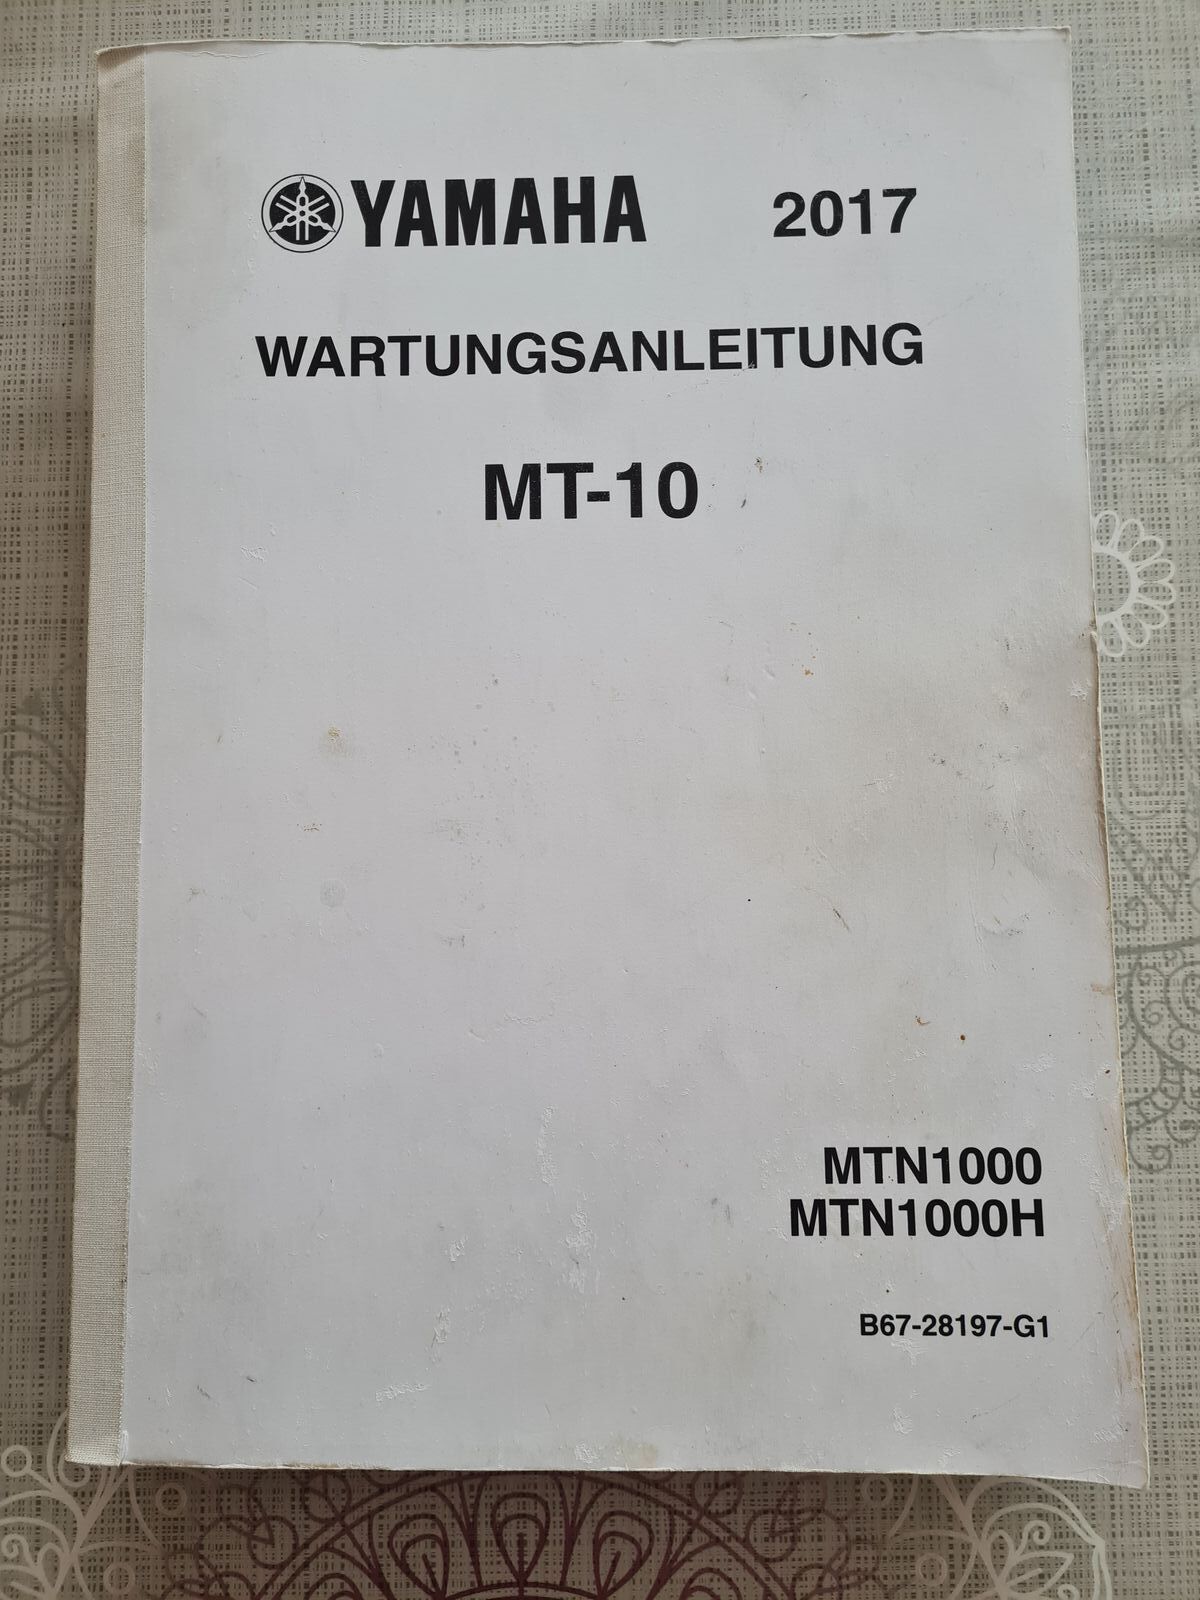 YAMAHA 2017
WARTUNGSANLEITUNG
MT-10
MTN1000
MTN1000H
B67-28197-G1